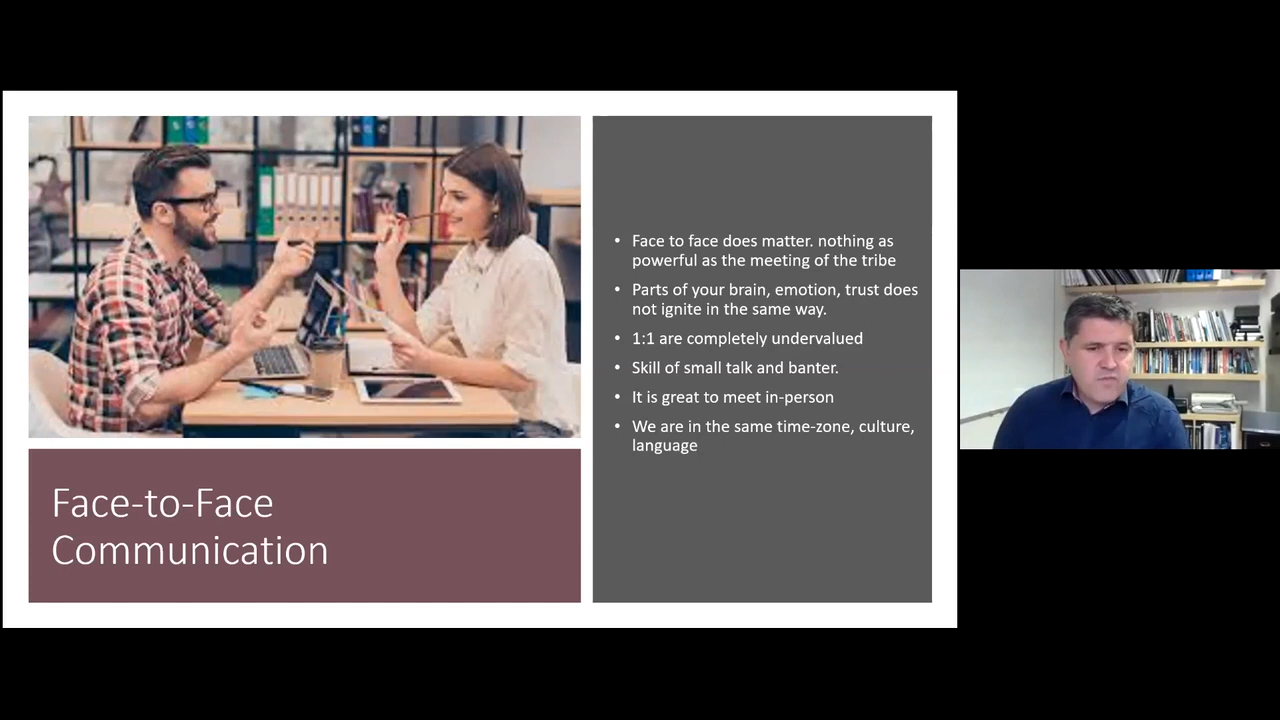 Face to face does matter. nothing as
powerful as the meeting of the tribe
Parts of your brain, emotion, trust does
not ignite in the same way.
1:1 are completely undervalued
Skill of small talk and banter.
It is great to meet in-person
We are in the same time-zone, culture,
language
Face-to-Face
Communication